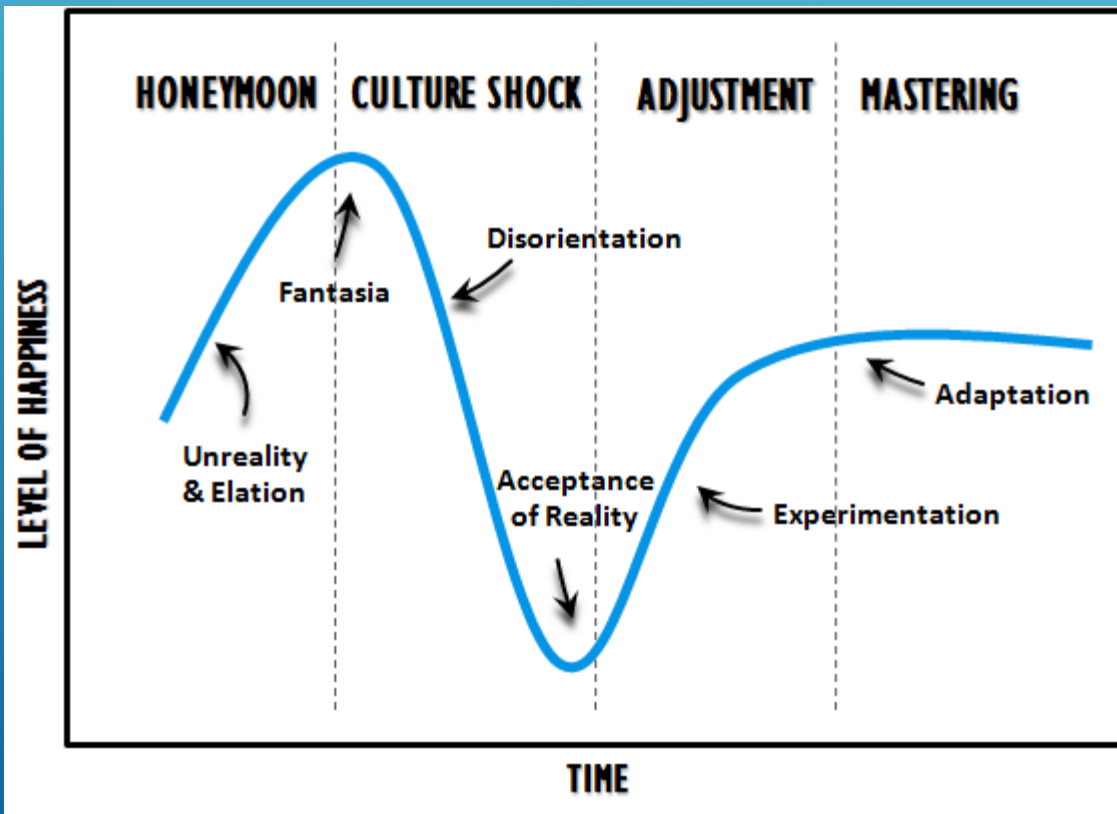 HONEYMOON
CULTURE SHOCK
ADJUSTMENT
MASTERING
Disorientation
Fantasia
Unreality
& Elation
Acceptance
of Reality
Experimentation
Adaptation
LEVEL OF HAPPINESS
TIME